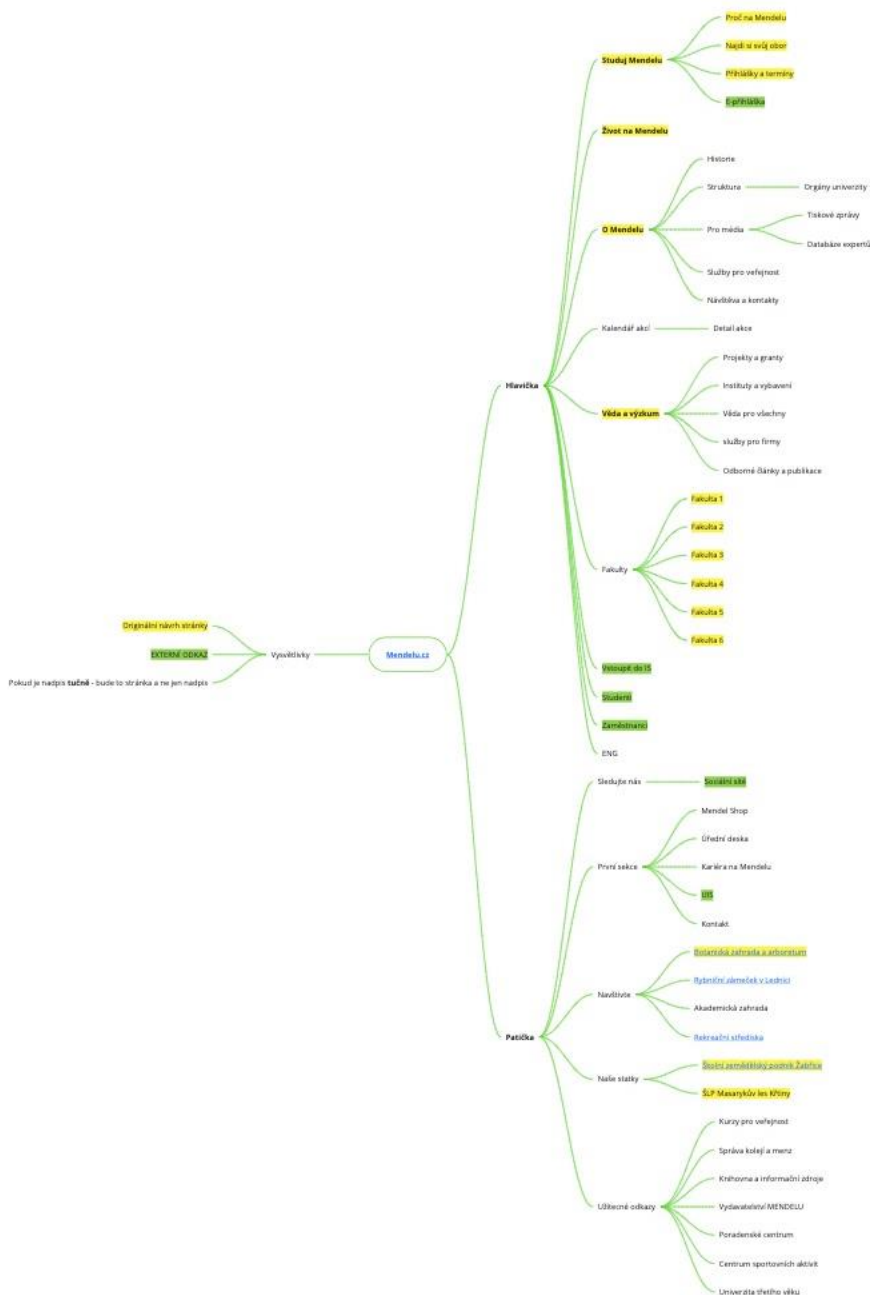 Proč na Mendelu
Najdi si svůj obor
Přihlášky a termíny
E-přihláška
Studuj Mendelu
Život na Mendelu
Historie
Struktura
Orgány univerzity
Tiskové zprávy
O Mendelu
Pro média
Databáze expertů
Služby pro veřejnost
Návštěva a kontakty
Kalendář akcí
Detail akce
Projekty a granty
Instituty a vybavení
Hlavička
Věda a výzkum
Věda pro všechny
služby pro firmy
Odborné články a publikace
Fakulta 1
Fakulta 2
Fakulta 3
Fakulty
Fakulta 4
Fakulta 5
Fakulta 6
Originální návrh stránky
EXTERNÍ ODKAZ
Vysvětlivky
Mendelu.cz
Pokud je nadpis tučně - bude to stránka a ne jen nadpis
Vstoupit do IS
Studenti
Zaměstnanci
ENG
Sledujte nás
Sociální sítě
Mendel Shop
Úřední deska
První sekce
Kariéra na Mendelu
UIS
Kontakt
Botanická zahrada a arboretum
Rybniční zámeček v Lednici
Navštivte
Akademická zahrada
Rekreační střediska
Patička
Školní zemědělský podnik Žabčice
Naše statky
ŠLP Masarykův les Křtiny
Kurzy pro veřejnost
Správa kolejí a menz
Knihovna a informační zdroje
Užitečné odkazy
Vydavatelství MENDELU
Poradenské centrum
Centrum sportovních aktivit
Univerzita třetího věku